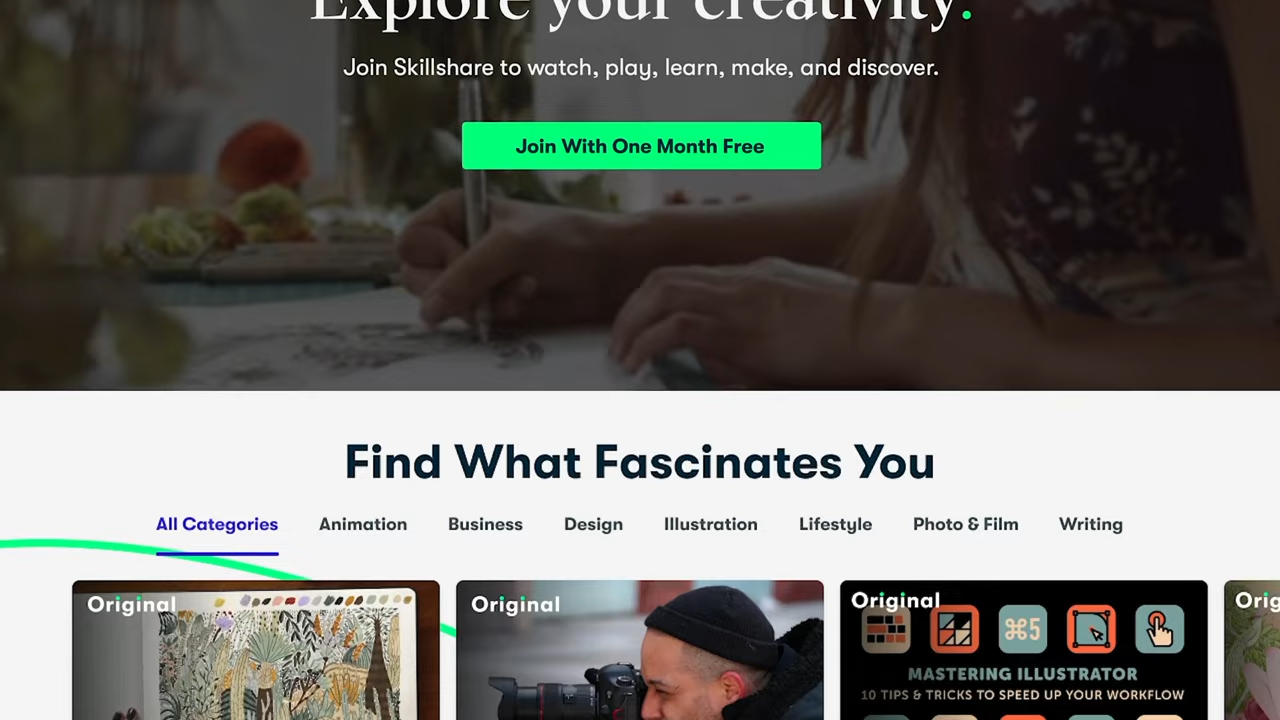 Explore your creativity.
Join Skillshare to watch, play, learn, make, and discover.
Join With One Month Free
Find What Fascinates You
All Categories Animation Business Design Illustration Lifestyle Photo & Film Writing
Original Original Original Orig
⌘5
MASTERING ILLUSTRATOR
10 TIPS & TRICKS TO SPEED UP YOUR WORKFLOW